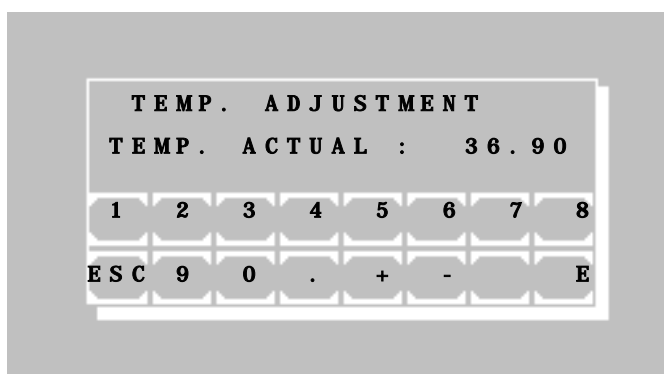 TEMP. ADJUSTMENT
TEMP. ACTUAL : 36.90
1 2 3 4 5 6 7 8
ESC 9 0 . + - E